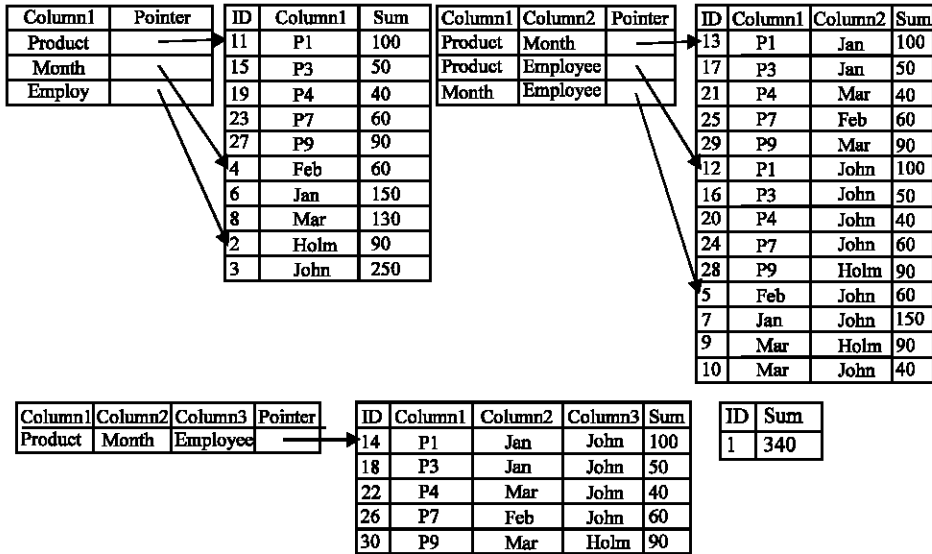 Column1 Pointer
Product
Month
Employ
ID Column1 Sum
11 P1 100
15 P3 50
19 P4 40
23 P7 60
27 P9 90
4 Feb 60
6 Jan 150
8 Mar 130
2 Holm 90
3 John 250
Column1 Column2 Pointer
Product Month
Product Employee
Month Employee
ID Column1 Column2 Sum
13 P1 Jan 100
17 P3 Jan 50
21 P4 Mar 40
25 P7 Feb 60
29 P9 Mar 90
12 P1 John 100
16 P3 John 50
20 P4 John 40
24 P7 John 60
28 P9 Holm 90
5 Feb John 60
7 Jan John 150
9 Mar Holm 90
10 Mar John 40
Column1 Column2 Column3 Pointer
Product Month Employee
ID Column1 Column2 Column3 Sum
14 P1 Jan John 100
18 P3 Jan John 50
22 P4 Mar John 40
26 P7 Feb John 60
30 P9 Mar Holm 90
ID Sum
1 340